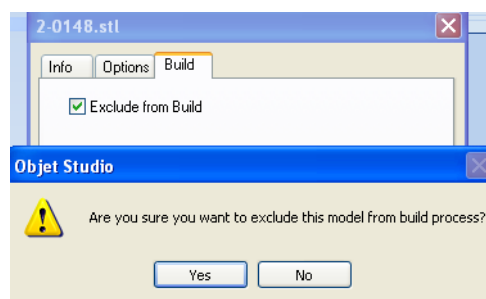 2-0148.stl
Info Options Build
Exclude from Build
Objet Studio
Are you sure you want to exclude this model from build process?
Yes No